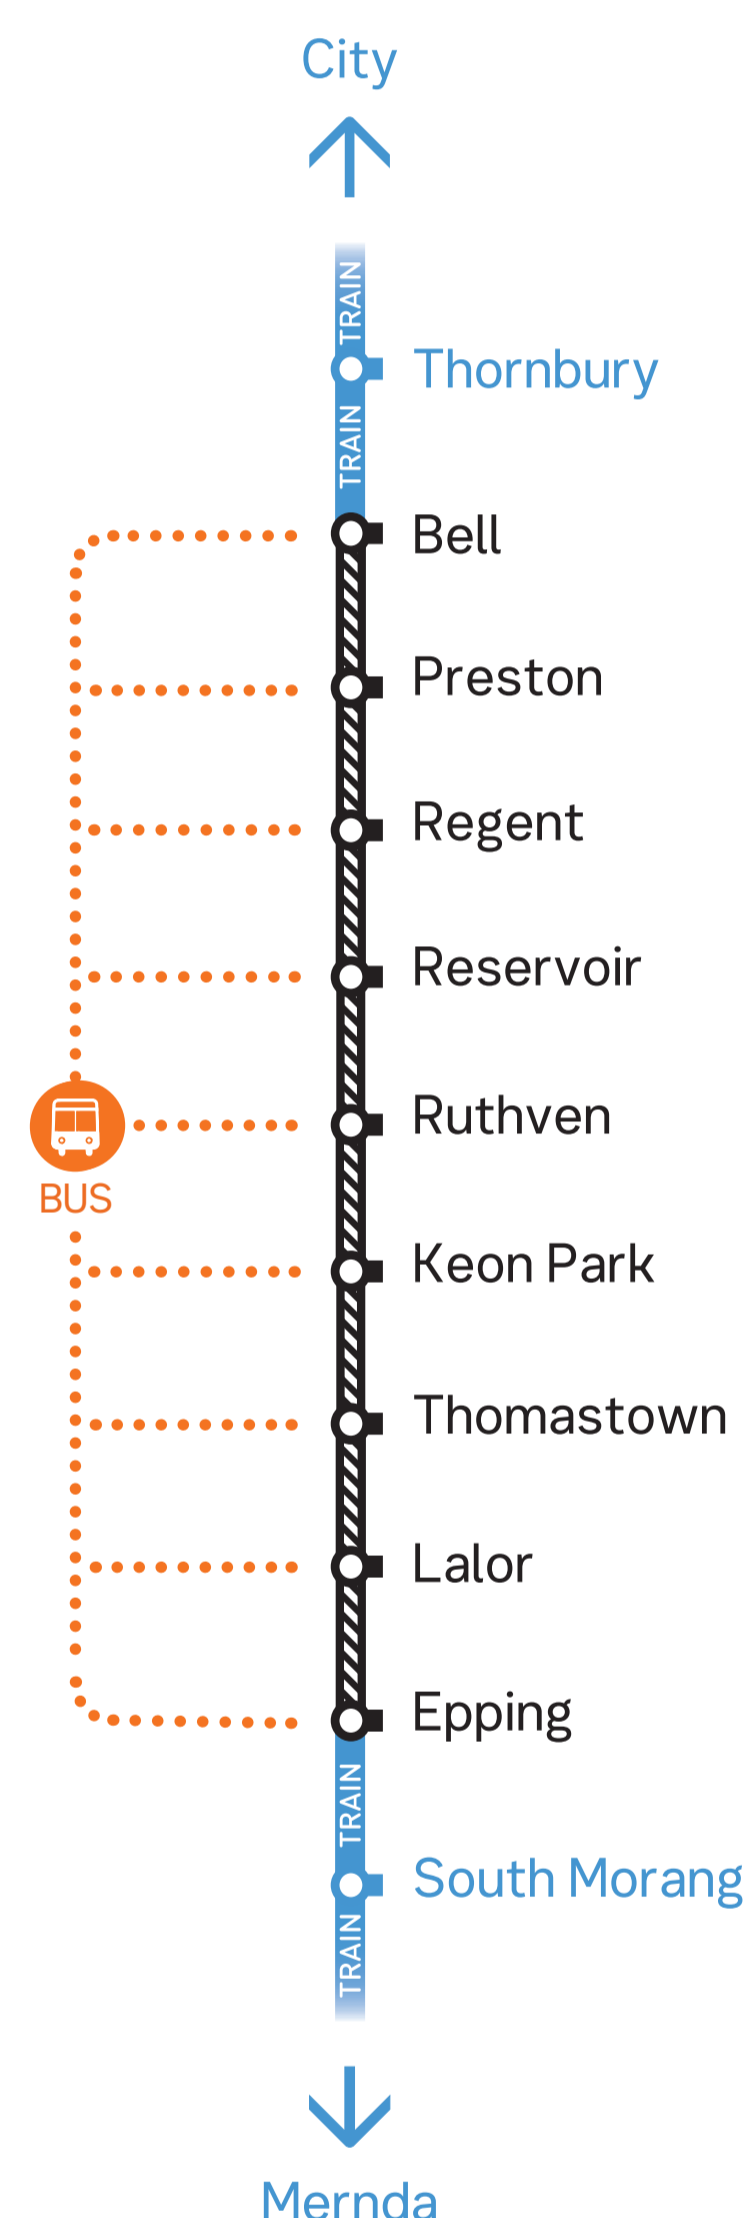 City
TRAIN
Thornbury
TRAIN
Bell
Preston
Regent
Reservoir
Ruthven
BUS
Keon Park
Thomastown
Lalor
Epping
TRAIN
South Morang
TRAIN
Mernda